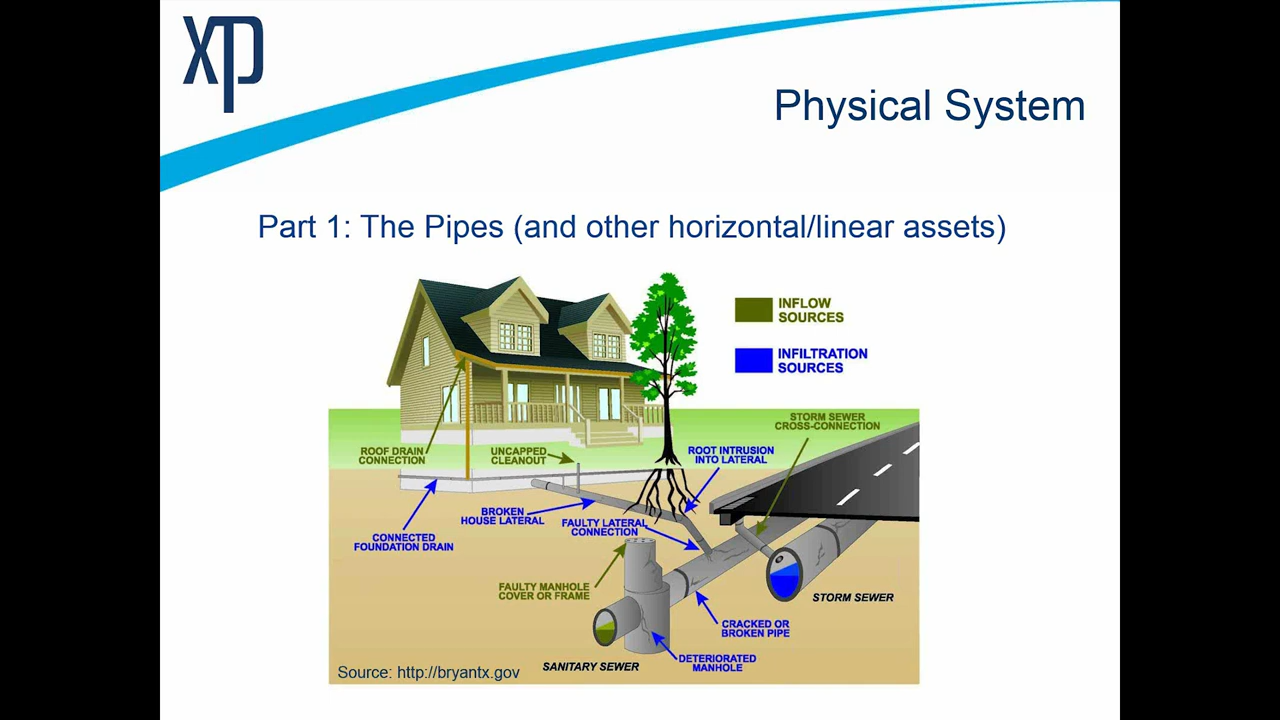 xp
Physical System
Part 1: The Pipes (and other horizontal/linear assets)
INFLOW
SOURCES
INFILTRATION
SOURCES
STORM SEWER
CROSS-CONNECTION
ROOF DRAIN
CONNECTION
UNCAPPED
CLEANOUT
ROOT INTRUSION
INTO LATERAL
BROKEN
HOUSE LATERAL
FAULTY LATERAL
CONNECTION
CONNECTED
FOUNDATION DRAIN
FAULTY MANHOLE
COVER OR FRAME
STORM SEWER
CRACKED OR
BROKEN PIPE
SANITARY SEWER
DETERIORATED
MANHOLE
Source: http://bryantx.gov